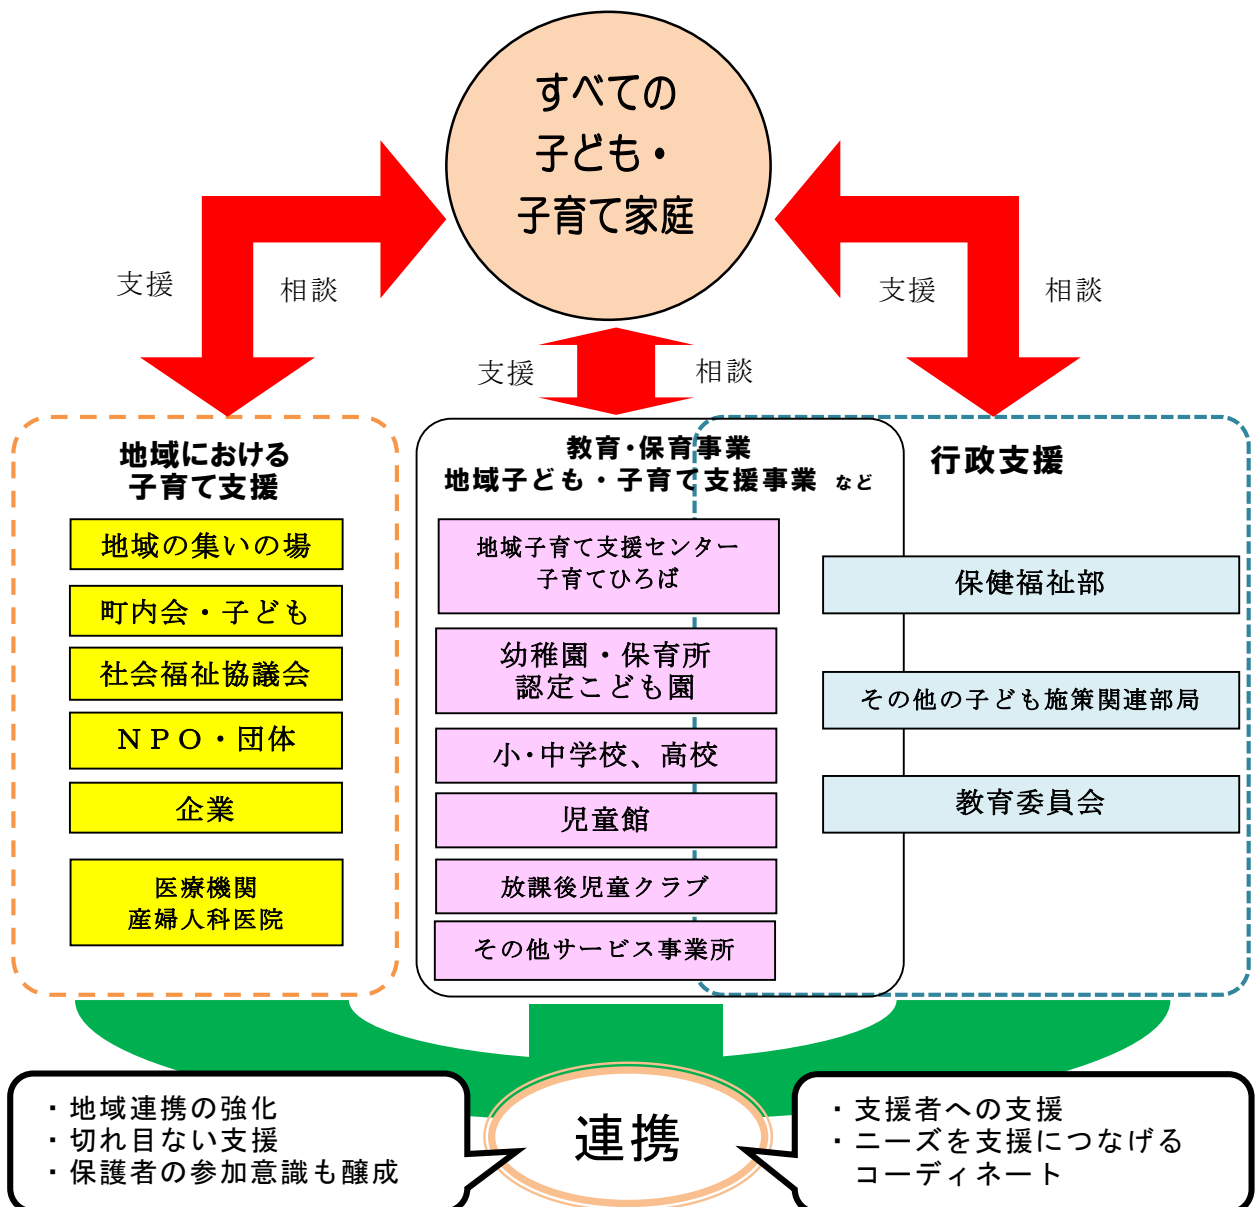 すべての
子ども・
子育て家庭
支援
相談
支援
相談
支援
相談
地域における
子育て支援
地域の集いの場
町内会・子ども
社会福祉協議会
ＮＰＯ・団体
企業
医療機関
産婦人科医院
教育・保育事業
地域子ども・子育て支援事業 など
地域子育て支援センター
子育てひろば
幼稚園・保育所
認定こども園
小・中学校、高校
児童館
放課後児童クラブ
その他サービス事業所
行政支援
保健福祉部
その他の子ども施策関連部局
教育委員会
・地域連携の強化
・切れ目ない支援
・保護者の参加意識も醸成
連携
・支援者への支援
・ニーズを支援につなげる
コーディネート